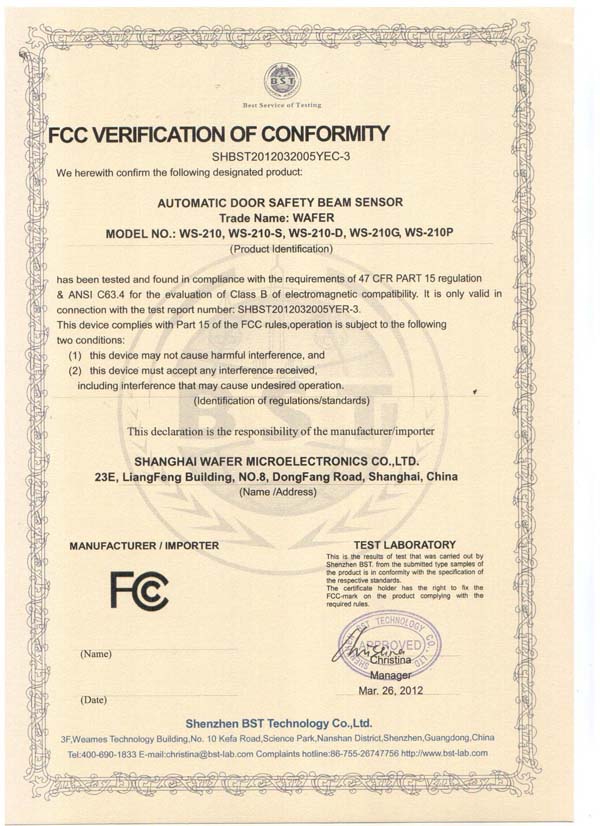 BST
Best Service of Testing
FCC VERIFICATION OF CONFORMITY
SHBST2012032005YEC-3
We herewith confirm the following designated product:
AUTOMATIC DOOR SAFETY BEAM SENSOR
Trade Name: WAFER
MODEL NO.: WS-210, WS-210-S, WS-210-D, WS-210G, WS-210P
(Product Identification)
has been tested and found in compliance with the requirements of 47 CFR PART 15 regulation
& ANSI C63.4 for the evaluation of Class B of electromagnetic compatibility. It is only valid in
connection with the test report number: SHBST2012032005YER-3.
This device complies with Part 15 of the FCC rules,operation is subject to the following
two conditions:
(1) this device may not cause harmful interference, and
(2) this device must accept any interference received,
including interference that may cause undesired operation.
(Identification of regulations/standards)
BST
This declaration is the responsibility of the manufacturer/importer
SHANGHAI WAFER MICROELECTRONICS CO.,LTD.
23E, LiangFeng Building, NO.8, DongFang Road, Shanghai, China
(Name /Address)
MANUFACTURER / IMPORTER
FCC
(Name)
(Date)
TEST LABORATORY
This is the results of test that was carried out by
Shenzhen BST. from the submitted type samples of
the product is in conformity with the specification of
the respective standards.
The certificate holder has the right to fix the
FCC-mark on the product complying with the
required rules.
SHENZHEN BST TECHNOLOGY CO., LTD.
APPROVED
Christina
Christina
Manager
Mar. 26, 2012
Shenzhen BST Technology Co.,Ltd.
3F,Weames Technology Building,No. 10 Kefa Road,Science Park,Nanshan District,Shenzhen,Guangdong,China
Tel:400-690-1833 E-mail:christina@bst-lab.com Complaints hotline:86-755-26747756 http://www.bst-lab.com